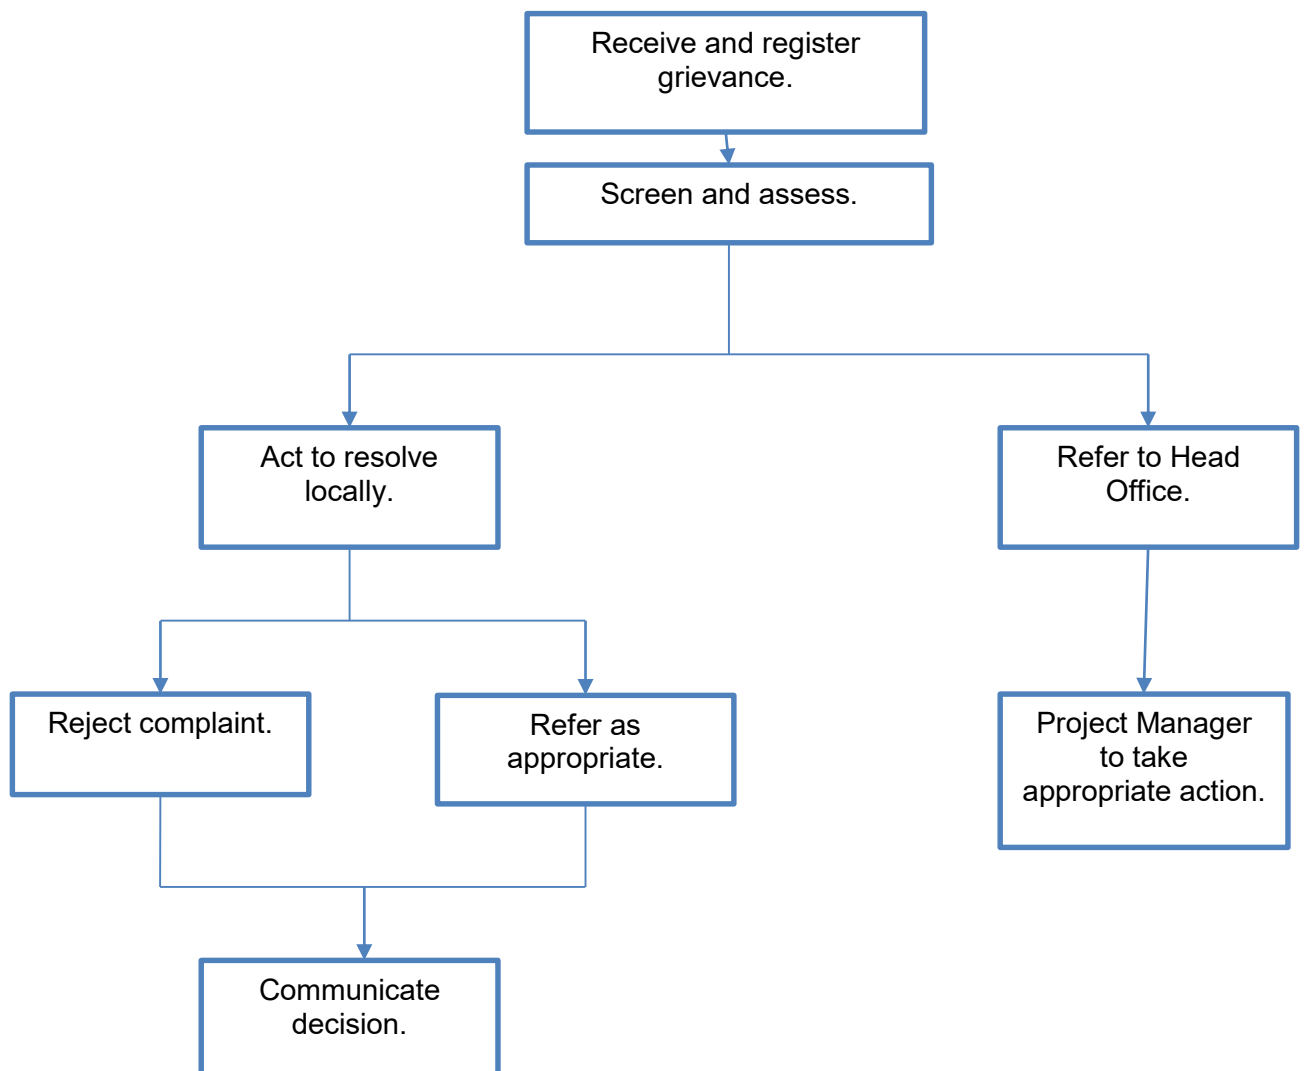 Receive and register
grievance.
Screen and assess.
Act to resolve
locally.
Refer to Head
Office.
Reject complaint.
Refer as
appropriate.
Project Manager
to take
appropriate action.
Communicate
decision.